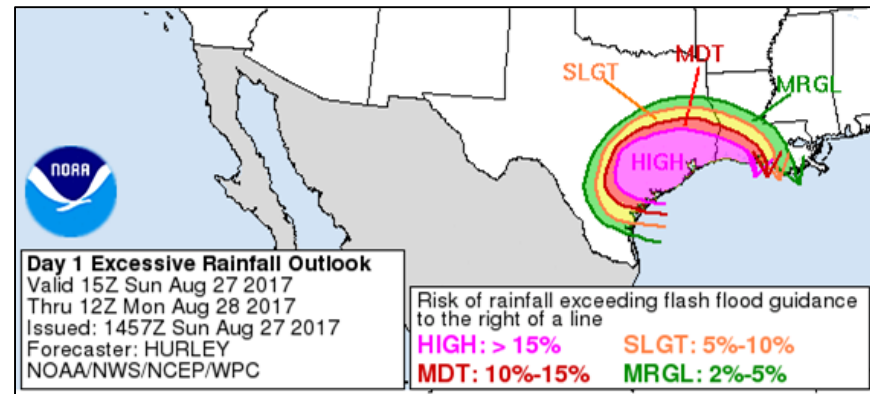 MDT
SLGT
MRGL
HIGH
NOAA
Day 1 Excessive Rainfall Outlook
Valid 15Z Sun Aug 27 2017
Thru 12Z Mon Aug 28 2017
Issued: 1457Z Sun Aug 27 2017
Forecaster: HURLEY
NOAA/NWS/NCEP/WPC
Risk of rainfall exceeding flash flood guidance
to the right of a line
HIGH: > 15% SLGT: 5%-10%
MDT: 10%-15% MRGL: 2%-5%